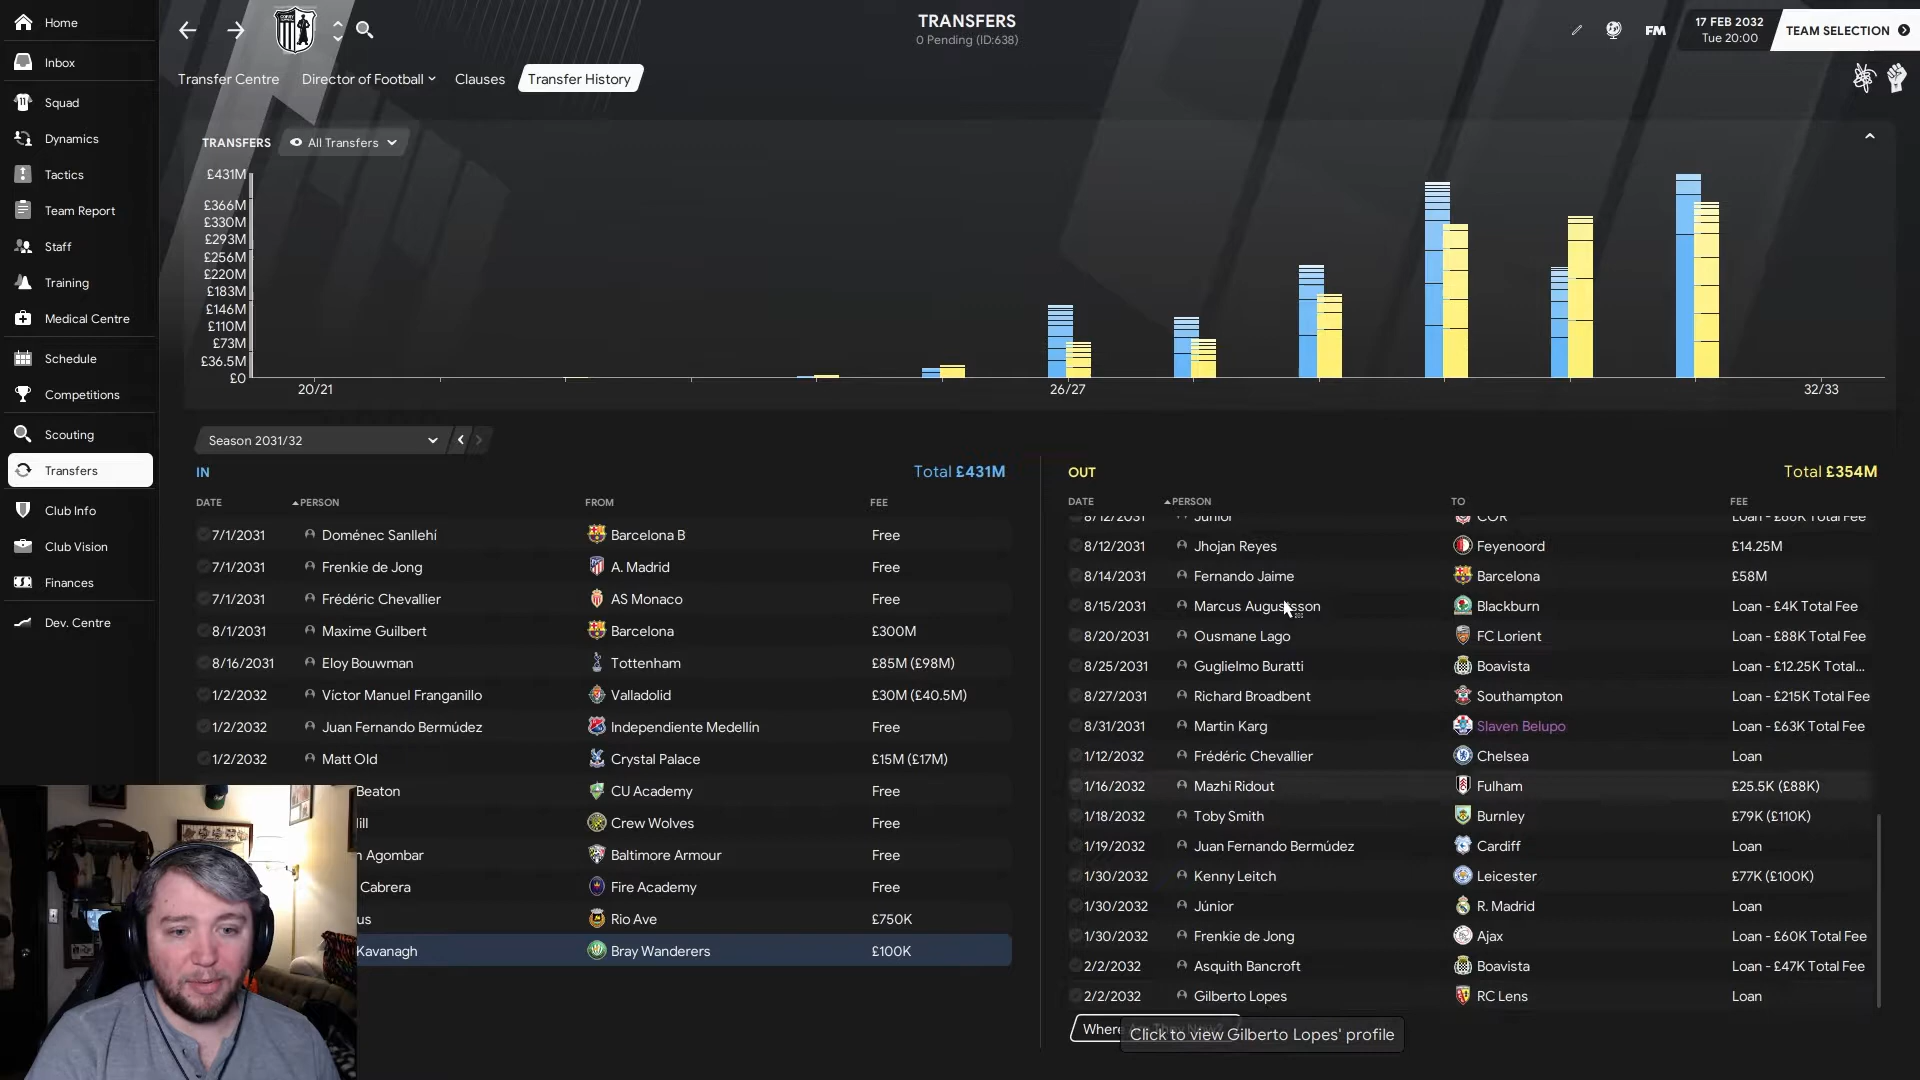 Home
TRANSFERS
0 Pending (ID:638)
FM
17 FEB 2032
Tue 20:00
TEAM SELECTION
Inbox
Transfer Centre
Director of Football
Clauses
Transfer History
Squad
Dynamics
Tactics
Team Report
Staff
Training
Medical Centre
Schedule
Competitions
Scouting
Transfers
Club Info
Club Vision
Finances
Dev. Centre
TRANSFERS
All Transfers
£431M
£366M
£330M
£293M
£256M
£220M
£183M
£146M
£110M
£73M
£36.5M
£0
20/21
26/27
32/33
Season 2031/32
IN
Total £431M
DATE PERSON FROM FEE
7/1/2031 Doménec Sanllehí Barcelona B Free
7/1/2031 Frenkie de Jong A. Madrid Free
7/1/2031 Frédéric Chevallier AS Monaco Free
8/1/2031 Maxime Guilbert Barcelona £300M
8/16/2031 Eloy Bouwman Tottenham £85M (£98M)
1/2/2032 Víctor Manuel Franganillo Valladolid £30M (£40.5M)
1/2/2032 Juan Fernando Bermúdez Independiente Medellín Free
1/2/2032 Matt Old Crystal Palace £15M (£17M)
Beaton CU Academy Free
Crew Wolves Free
Agombar Baltimore Armour Free
Cabrera Fire Academy Free
Rio Ave £750K
Kavanagh Bray Wanderers £100K
OUT
Total £354M
DATE PERSON TO FEE
8/12/2031 Júnior COR Loan - £66K Total Fee
8/12/2031 Jhojan Reyes Feyenoord £14.25M
8/14/2031 Fernando Jaime Barcelona £58M
8/15/2031 Marcus Blackburn Loan - £4K Total Fee
8/20/2031 Ousmane Lago FC Lorient Loan - £88K Total Fee
8/25/2031 Guglielmo Buratti Boavista Loan - £12.25K Total...
8/27/2031 Richard Broadbent Southampton Loan - £215K Total Fee
8/31/2031 Martin Karg Slaven Belupo Loan - £63K Total Fee
1/12/2032 Frédéric Chevallier Chelsea Loan
1/16/2032 Mazhi Ridout Fulham £25.5K (£88K)
1/18/2032 Toby Smith Burnley £79K (£110K)
1/19/2032 Juan Fernando Bermúdez Cardiff Loan
1/30/2032 Kenny Leitch Leicester £77K (£100K)
1/30/2032 Júnior R. Madrid Loan
1/30/2032 Frenkie de Jong Ajax Loan - £60K Total Fee
2/2/2032 Asquith Bancroft Boavista Loan - £47K Total Fee
2/2/2032 Gilberto Lopes RC Lens Loan
Where
Click to view Gilberto Lopes' profile